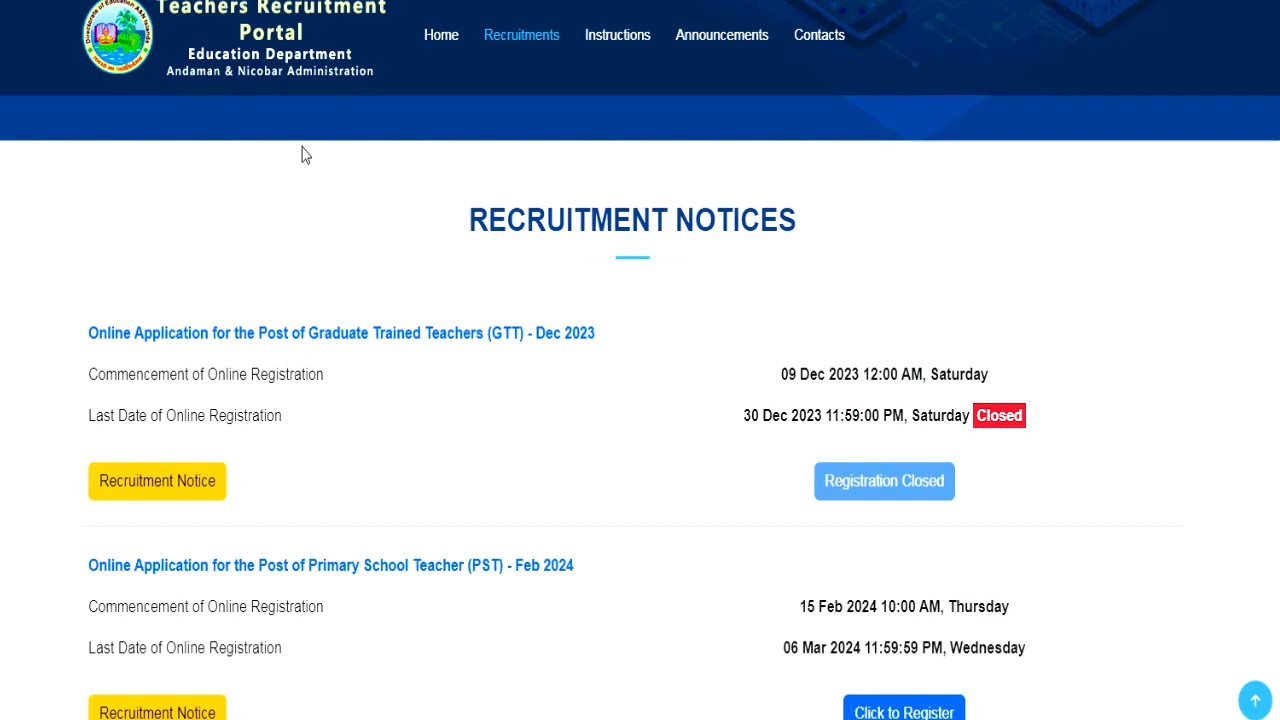 Teachers Recruitment
Portal
Education Department
Andaman & Nicobar Administration
Home Recruitments Instructions Announcements Contacts
RECRUITMENT NOTICES
Online Application for the Post of Graduate Trained Teachers (GTT) - Dec 2023
Commencement of Online Registration 09 Dec 2023 12:00 AM, Saturday
Last Date of Online Registration 30 Dec 2023 11:59:00 PM, Saturday Closed
Recruitment Notice Registration Closed
Online Application for the Post of Primary School Teacher (PST) - Feb 2024
Commencement of Online Registration 15 Feb 2024 10:00 AM, Thursday
Last Date of Online Registration 06 Mar 2024 11:59:59 PM, Wednesday
Recruitment Notice Click to Register